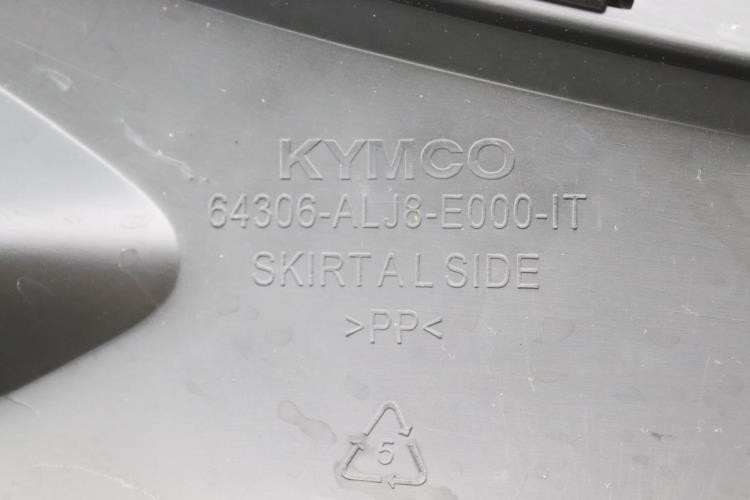 KYMCO
64306-ALJ8-E000-IT
SKIRT A L SIDE
>PP<
5